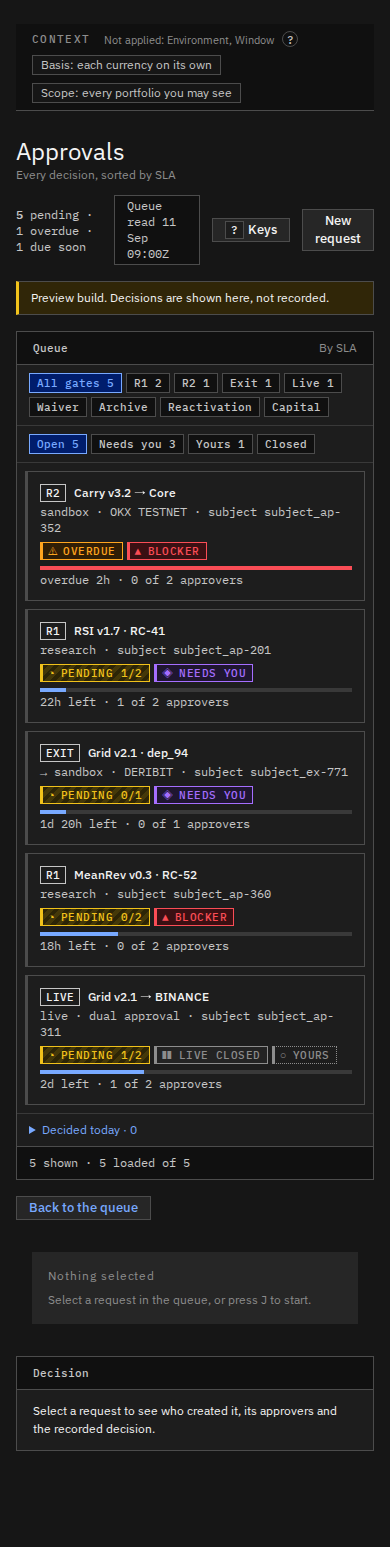 CONTEXT Not applied: Environment, Window ?
Basis: each currency on its own
Scope: every portfolio you may see
Approvals
Every decision, sorted by SLA
5 pending ·
1 overdue ·
1 due soon
Queue
read 11
Sep
09:00Z
? Keys
New
request
Preview build. Decisions are shown here, not recorded.
Queue By SLA
All gates 5 R1 2 R2 1 Exit 1 Live 1
Waiver Archive Reactivation Capital
Open 5 Needs you 3 Yours 1 Closed
R2 Carry v3.2 → Core
sandbox · OKX TESTNET · subject subject_ap-
352
⚠ OVERDUE ▲ BLOCKER
overdue 2h · 0 of 2 approvers
R1 RSI v1.7 · RC-41
research · subject subject_ap-201
PENDING 1/2 ◈ NEEDS YOU
22h left · 1 of 2 approvers
EXIT Grid v2.1 · dep_94
→ sandbox · DERIBIT · subject subject_ex-771
PENDING 0/1 ◈ NEEDS YOU
1d 20h left · 0 of 1 approvers
R1 MeanRev v0.3 · RC-52
research · subject subject_ap-360
PENDING 0/2 ▲ BLOCKER
18h left · 0 of 2 approvers
LIVE Grid v2.1 → BINANCE
live · dual approval · subject subject_ap-
311
PENDING 1/2 LIVE CLOSED ○ YOURS
2d left · 1 of 2 approvers
▶ Decided today · 0
5 shown · 5 loaded of 5
Back to the queue
Nothing selected
Select a request in the queue, or press J to start.
Decision
Select a request to see who created it, its approvers and
the recorded decision.